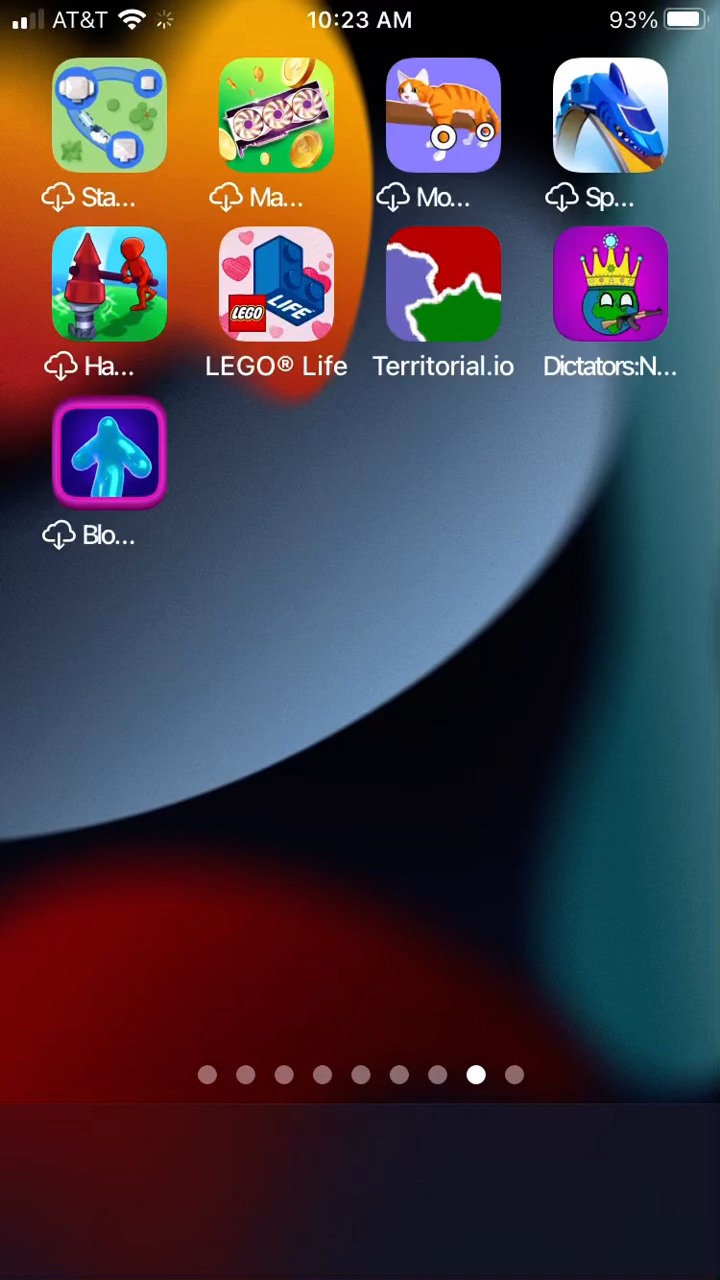 AT&T 10:23 AM 93%
Sta... Ma... Mo... Sp...
LEGO LIFE
Ha... LEGO® Life Territorial.io Dictators:N...
Blo...